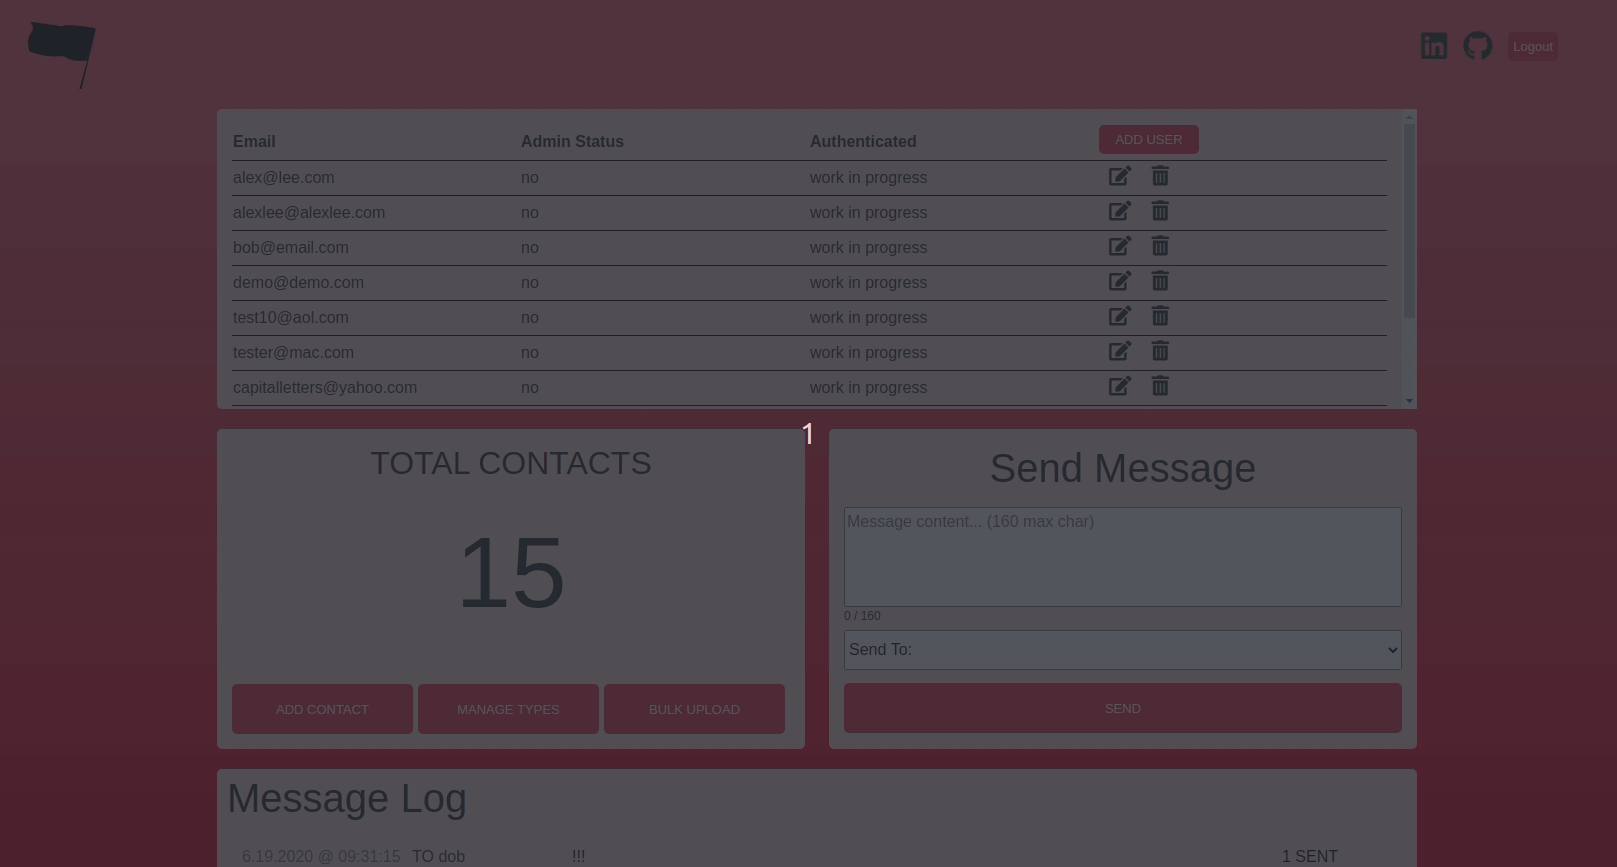 Logout
Email Admin Status Authenticated ADD USER
alex@lee.com no work in progress
alexlee@alexlee.com no work in progress
bob@email.com no work in progress
demo@demo.com no work in progress
test10@aol.com no work in progress
tester@mac.com no work in progress
capitalletters@yahoo.com no work in progress
1
TOTAL CONTACTS
15
ADD CONTACT MANAGE TYPES BULK UPLOAD
Send Message
Message content... (160 max char)
0 / 160
Send To:
SEND
Message Log
6.19.2020 @ 09:31:15 TO dob !!! 1 SENT